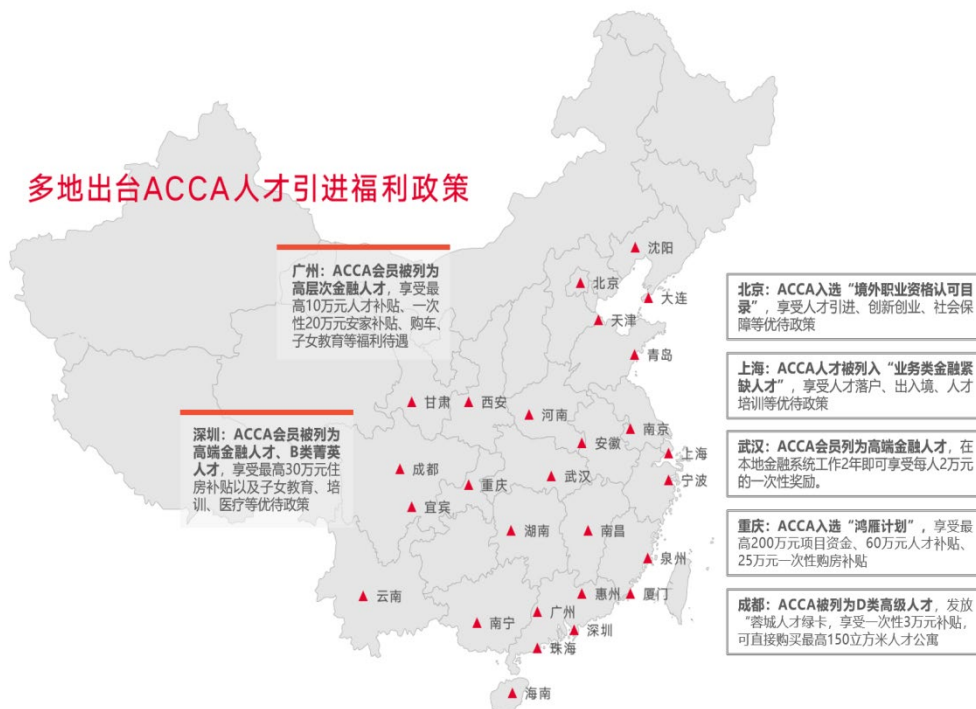 多地出台ACCA人才引进福利政策
广州：ACCA会员被列为
高层次金融人才，享受最
高10万元人才补贴、一次
性20万元安家补贴、购车、
子女教育等福利待遇
深圳：ACCA会员被列为
高端金融人才、B类菁英
人才，享受最高30万元住
房补贴以及子女教育、培
训、医疗等优待政策
沈阳
北京
大连
天津
青岛
甘肃
西安
河南
南京
安徽
上海
成都
武汉
宁波
重庆
宜宾
湖南
南昌
泉州
云南
惠州
厦门
广州
南宁
深圳
珠海
海南
北京：ACCA入选“境外职业资格认可目
录”，享受人才引进、创新创业、社会保
障等优待政策
上海：ACCA人才被列入“业务类金融紧
缺人才”，享受人才落户、出入境、人才
培训等优待政策
武汉：ACCA会员列为高端金融人才，在
本地金融系统工作2年即可享受每人2万元
的一次性奖励。
重庆：ACCA入选“鸿雁计划”，享受最
高200万元项目资金、60万元人才补贴、
25万元一次性购房补贴
成都：ACCA被列为D类高级人才，发放
“蓉城人才绿卡，享受一次性3万元补贴，
可直接购买最高150立方米人才公寓